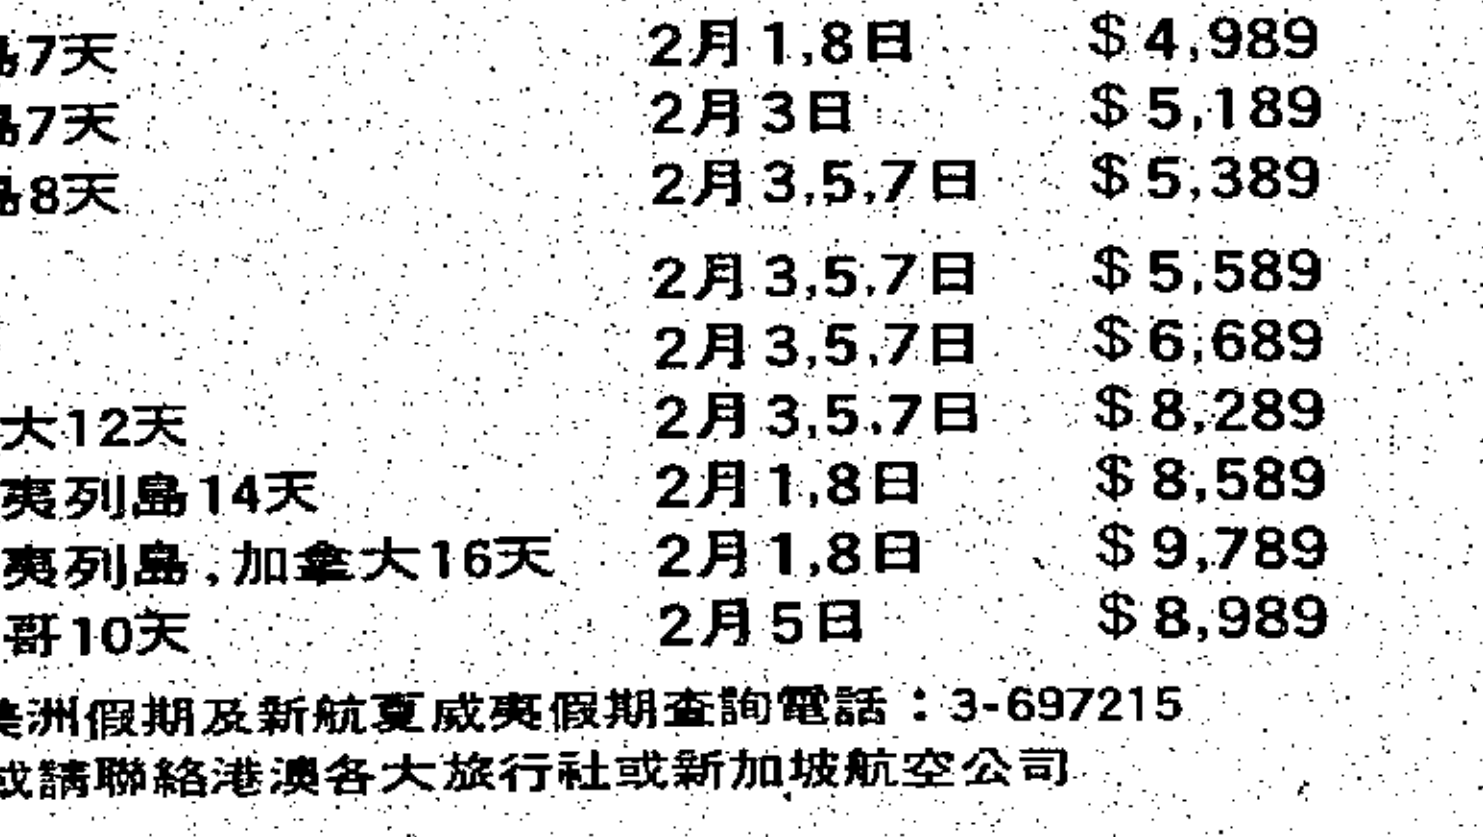 島7天 2月1,8日 $4,989
島7天 2月3日 $5,189
島8天 2月3,5,7日 $5,389
2月3,5,7日 $5,589
2月3,5,7日 $6,689
大12天 2月3,5,7日 $8,289
夷列島14天 2月1,8日 $8,589
夷列島,加拿大16天 2月1,8日 $9,789
哥10天 2月5日 $8,989
美洲假期及新航夏威夷假期查詢電話：3-697215
或請聯絡港澳各大旅行社或新加坡航空公司